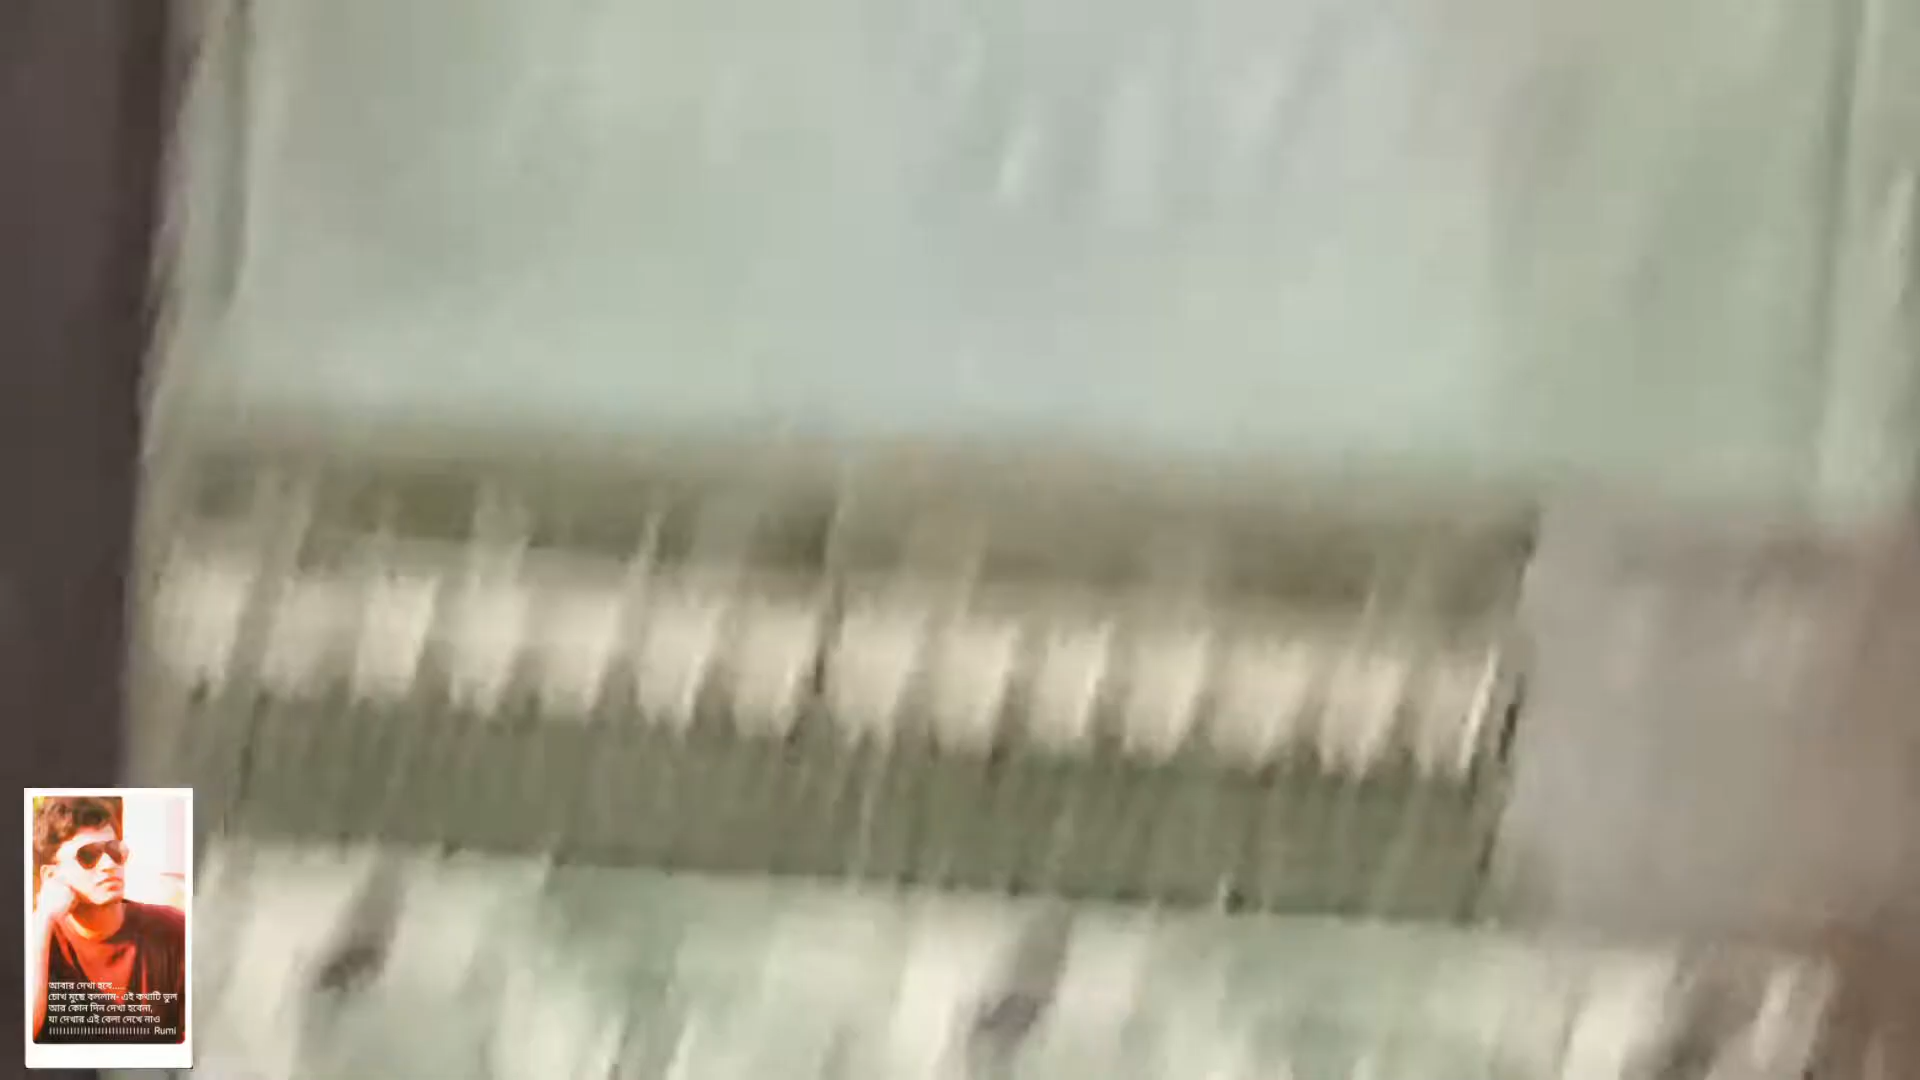 আবার দেখা হবে.....
চোখ মুছে বললাম- এই কথাটি ভুল
আর কোন দিন দেখা হবেনা,
যা দেখার এই বেলা দেখে নাও
।।।।।।।।।।।।।।।।।।।।।।।।।।।।। Rumi